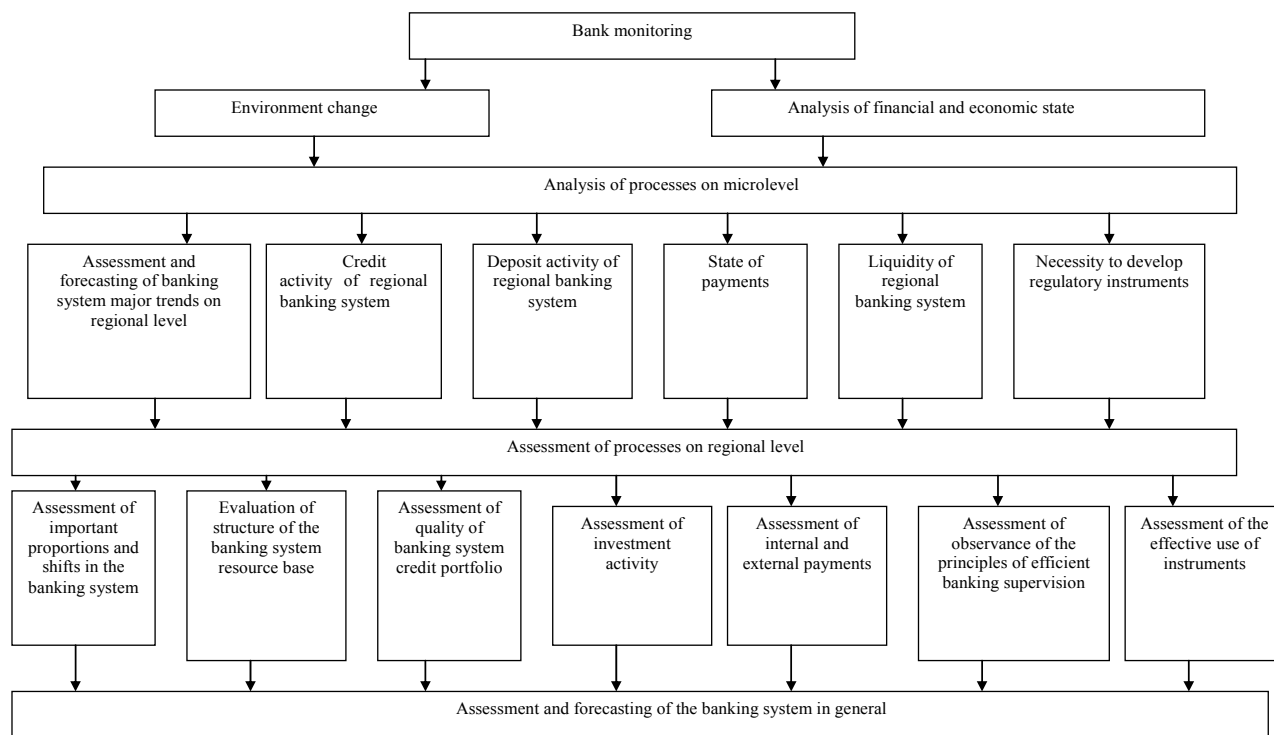 Bank monitoring
Environment change
Analysis of financial and economic state
Analysis of processes on microlevel
Assessment and
forecasting of banking
system major trends on
regional level
Credit
activity of regional
banking system
Deposit activity of
regional banking
system
State of
payments
Liquidity of
regional
banking system
Necessity to develop
regulatory instruments
Assessment of processes on regional level
Assessment of
important
proportions and
shifts in the
banking system
Evaluation of
structure of the
banking system
resource base
Assessment of
quality of
banking system
credit portfolio
Assessment of
investment
activity
Assessment of
internal and
external payments
Assessment of
observance of the
principles of efficient
banking supervision
Assessment of the
effective use of
instruments
Assessment and forecasting of the banking system in general